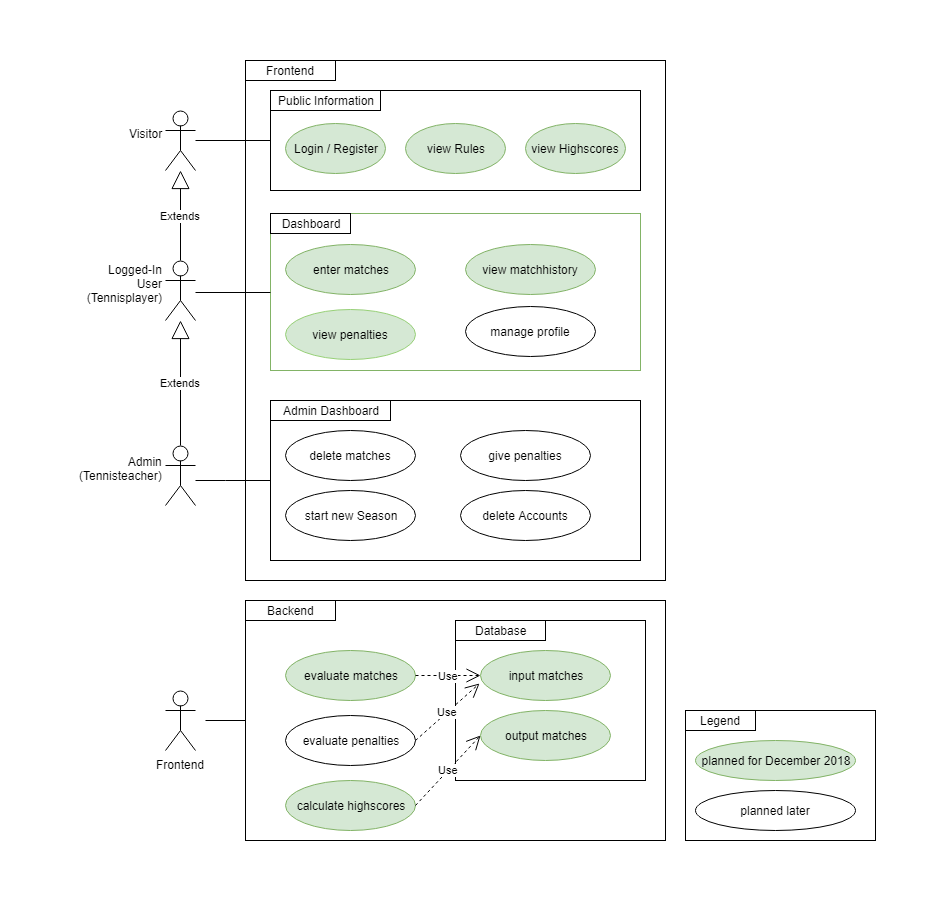 Frontend
Public Information
Visitor
Login / Register
view Rules
view Highscores
Extends
Dashboard
Logged-In
User
(Tennisplayer)
enter matches
view matchhistory
view penalties
manage profile
Extends
Admin Dashboard
Admin
(Tennisteacher)
delete matches
give penalties
start new Season
delete Accounts
Backend
Database
evaluate matches
Use
input matches
Use
evaluate penalties
output matches
Use
calculate highscores
Frontend
Legend
planned for December 2018
planned later